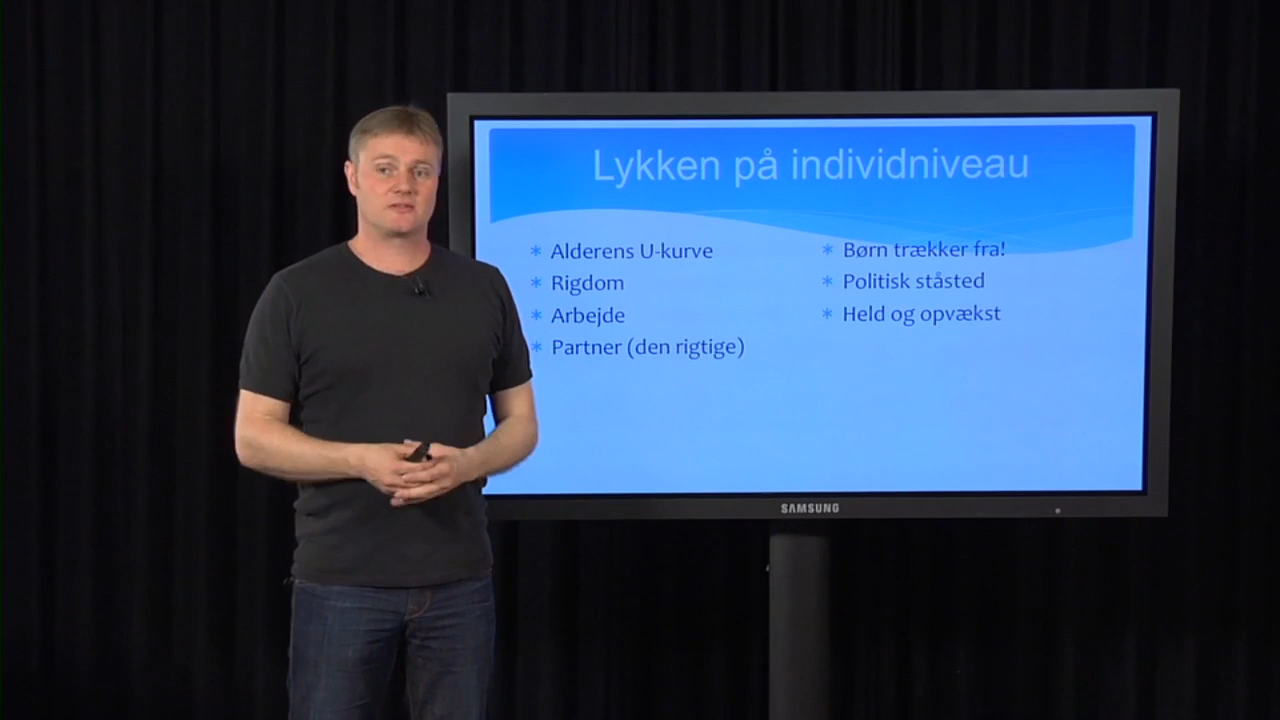 Lykken på individniveau
* Alderens U-kurve
* Rigdom
* Arbejde
* Partner (den rigtige)
* Børn trækker fra!
* Politisk ståsted
* Held og opvækst
SAMSUNG